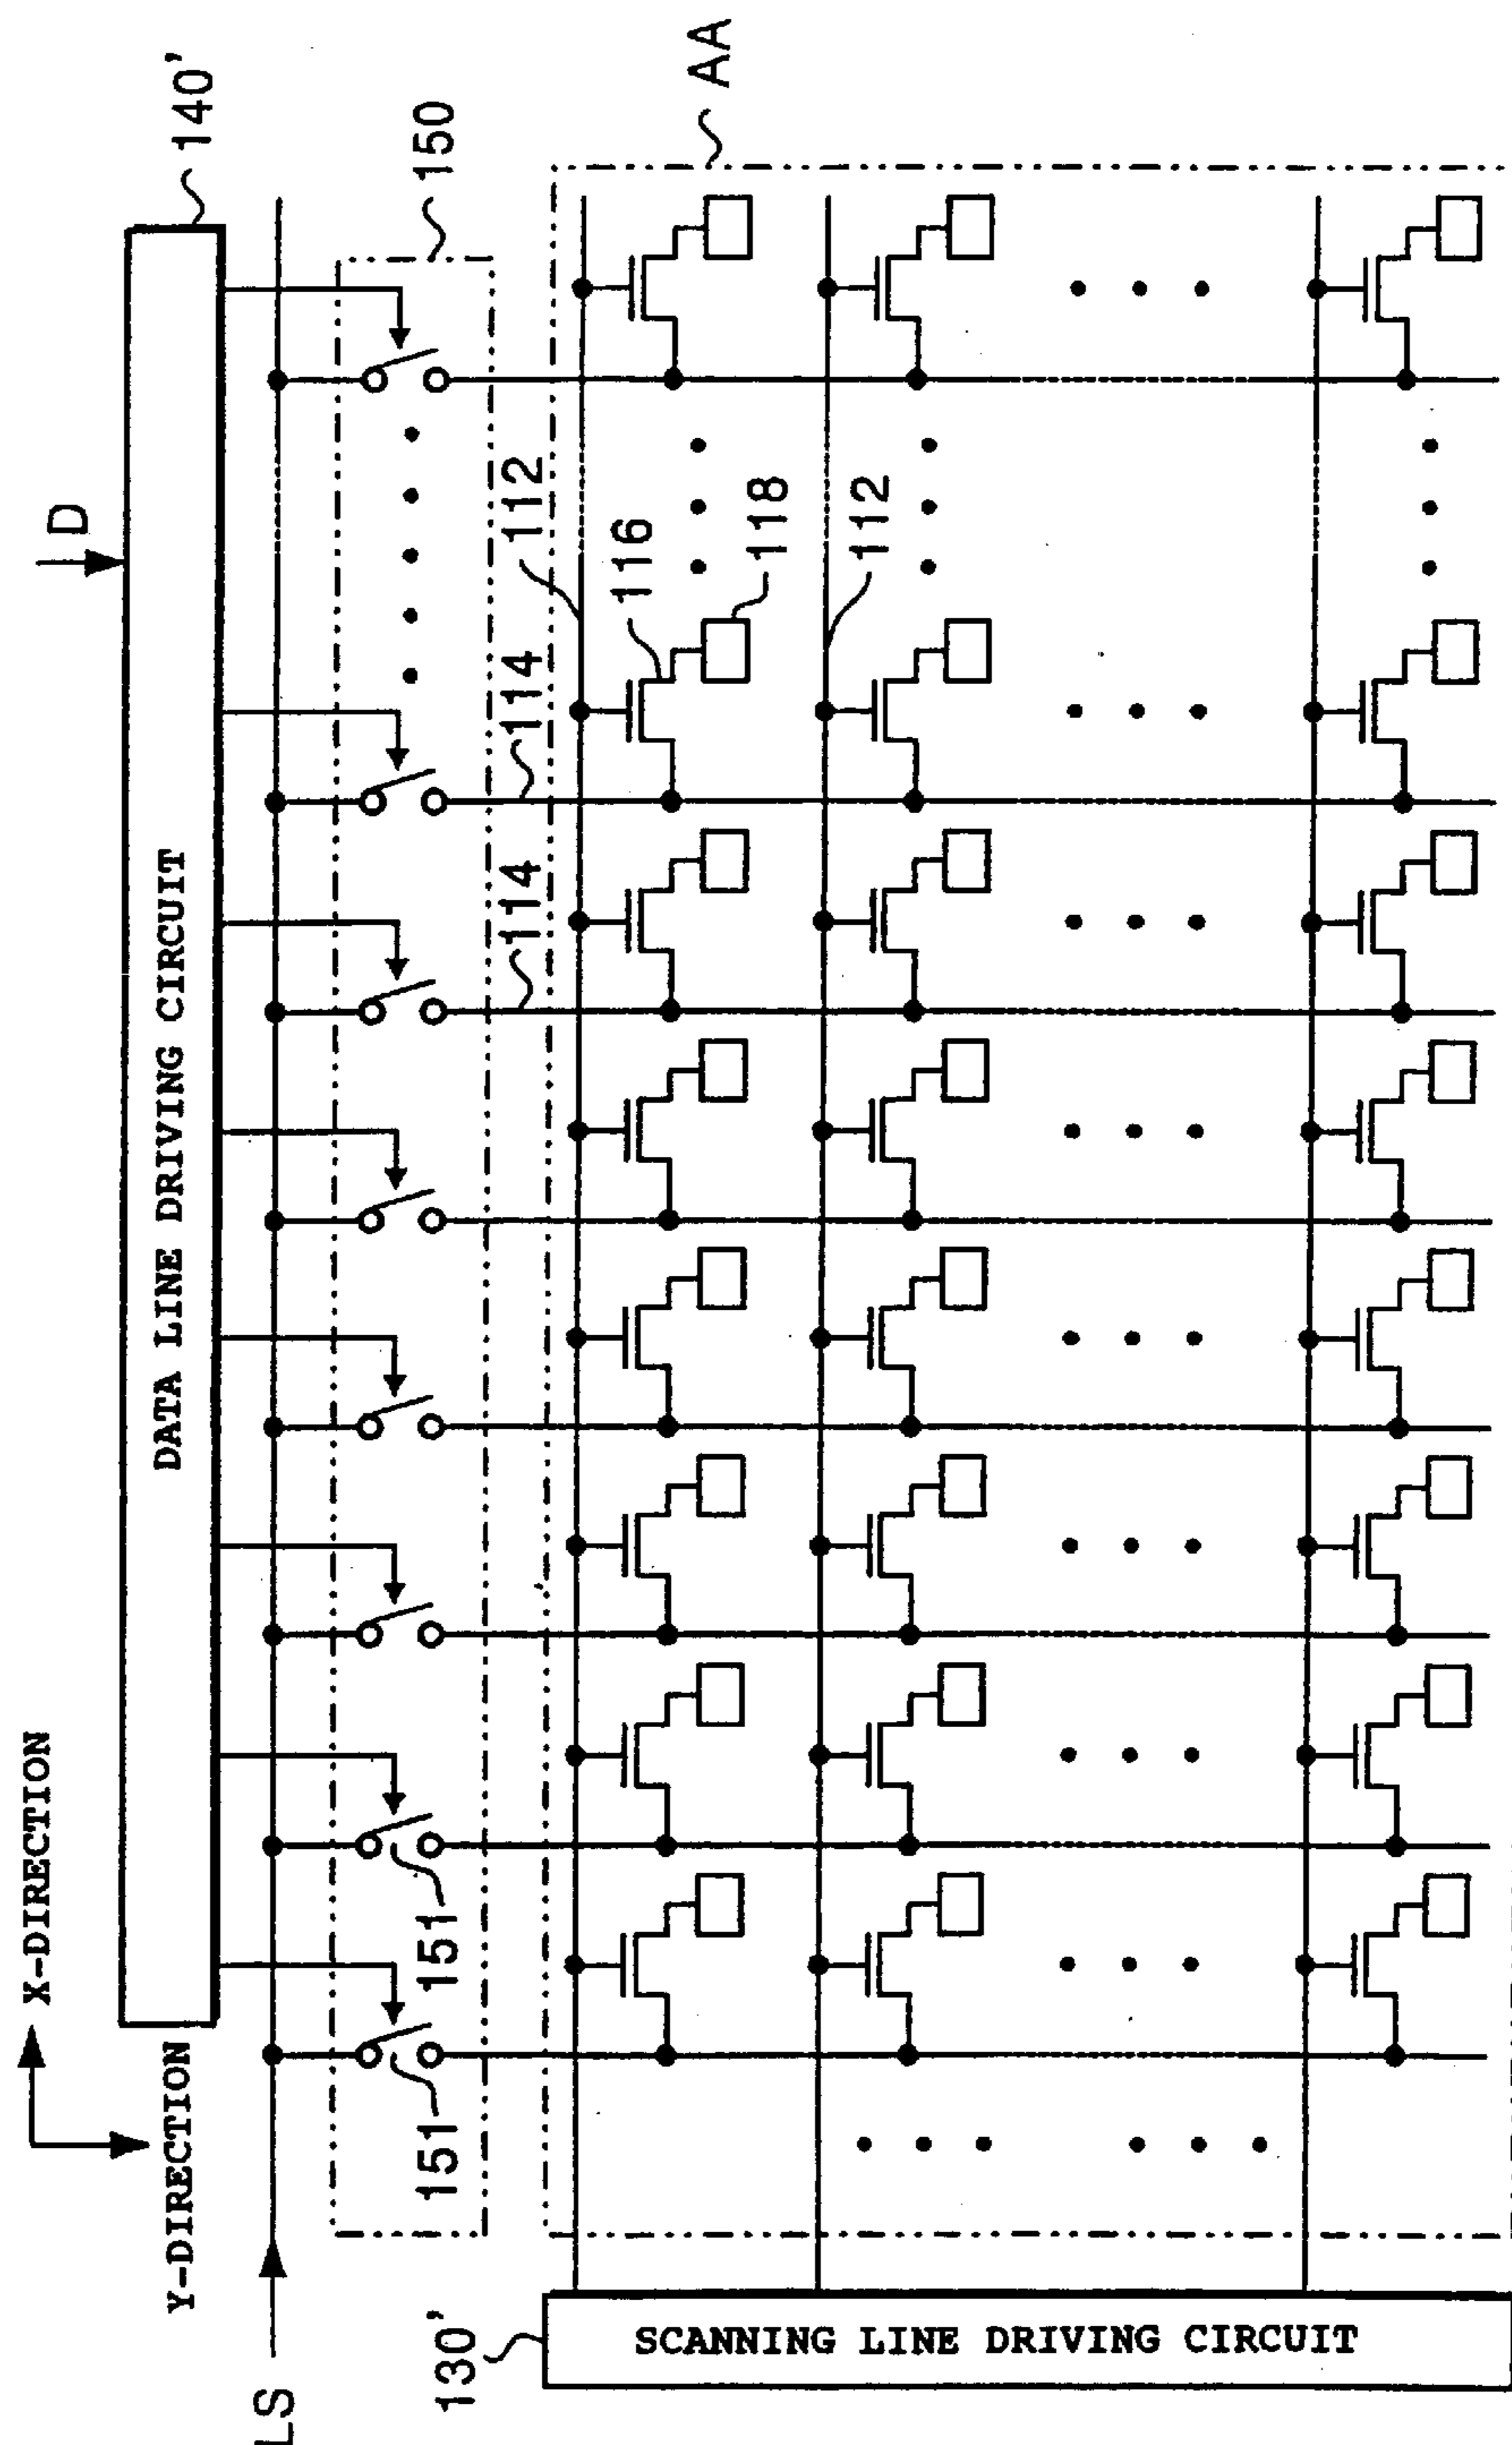 X-DIRECTION
Y-DIRECTION
D
140'
DATA LINE DRIVING CIRCUIT
LS
150
151
151
114
114
112
AA
116
118
112
130'
SCANNING LINE DRIVING CIRCUIT